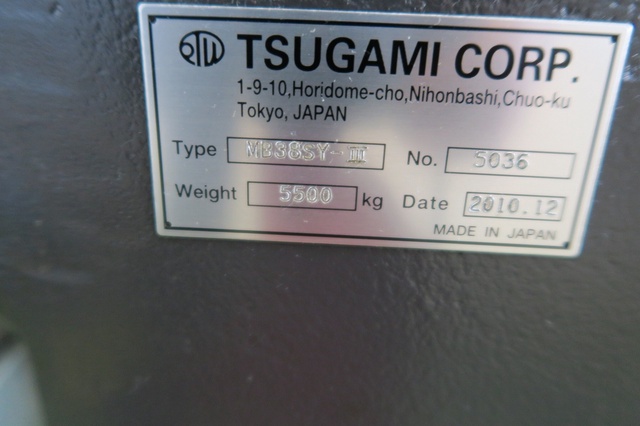 TSUGAMI CORP.
1-9-10,Horidome-cho,Nihonbashi,Chuo-ku
Tokyo, JAPAN
Type MB38SY-III No. S036
Weight 5500 kg Date 2010.12
MADE IN JAPAN